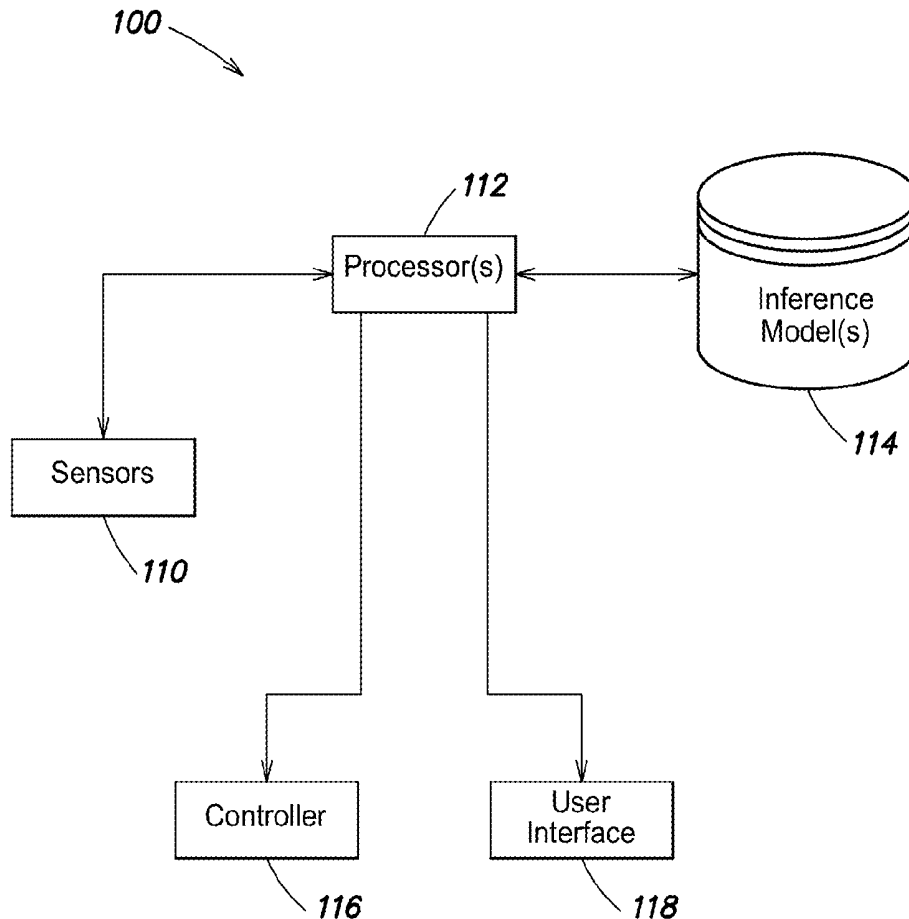 100
112
Processor(s)
Inference
Model(s)
114
Sensors
110
Controller
116
User
Interface
118